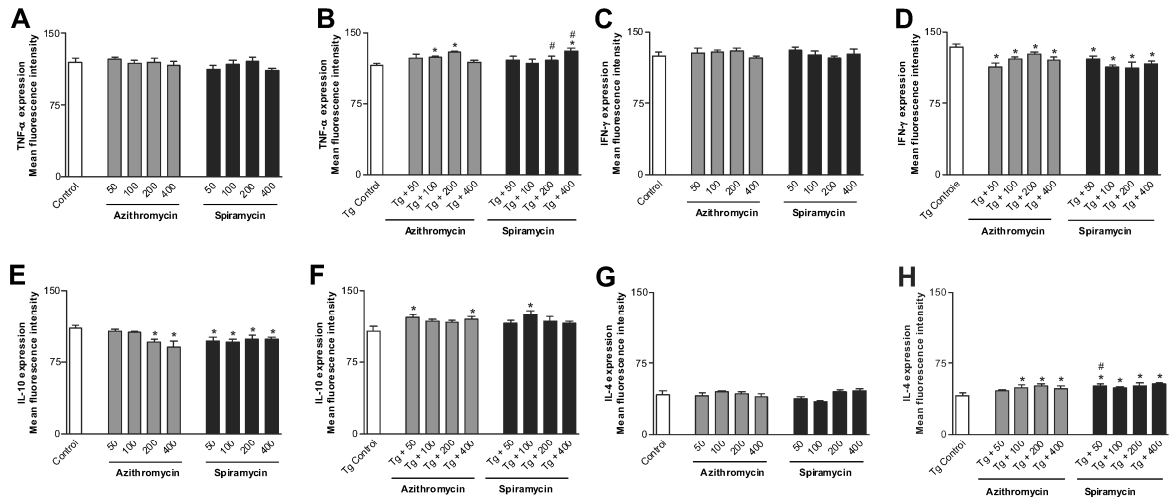 A
TNF-α expression
Mean fluorescence intensity
150
75
0
Control
50
100
200
400
50
100
200
400
Azithromycin
Spiramycin
B
TNF-α expression
Mean fluorescence intensity
150
75
0
*
*
#
#
*
Tg Control
Tg + 50
Tg + 100
Tg + 200
Tg + 400
Tg + 50
Tg + 100
Tg + 200
Tg + 400
Azithromycin
Spiramycin
C
IFN-γ expression
Mean fluorescence intensity
150
75
0
Control
50
100
200
400
50
100
200
400
Azithromycin
Spiramycin
D
IFN-γ expression
Mean fluorescence intensity
150
75
0
*
*
*
*
*
*
*
*
Tg Controle
Tg + 50
Tg + 100
Tg + 200
Tg + 400
Tg + 50
Tg + 100
Tg + 200
Tg + 400
Azithromycin
Spiramycin
E
IL-10 expression
Mean fluorescence intensity
150
75
0
*
*
*
*
*
*
Control
50
100
200
400
50
100
200
400
Azithromycin
Spiramycin
F
IL-10 expression
Mean fluorescence intensity
150
75
0
*
*
*
Tg Control
Tg + 50
Tg + 100
Tg + 200
Tg + 400
Tg + 50
Tg + 100
Tg + 200
Tg + 400
Azithromycin
Spiramycin
G
IL-4 expression
Mean fluorescence intensity
150
75
0
Control
50
100
200
400
50
100
200
400
Azithromycin
Spiramycin
H
IL-4 expression
Mean fluorescence intensity
150
75
0
*
*
*
#
*
*
*
*
Tg Control
Tg + 50
Tg + 100
Tg + 200
Tg + 400
Tg + 50
Tg + 100
Tg + 200
Tg + 400
Azithromycin
Spiramycin